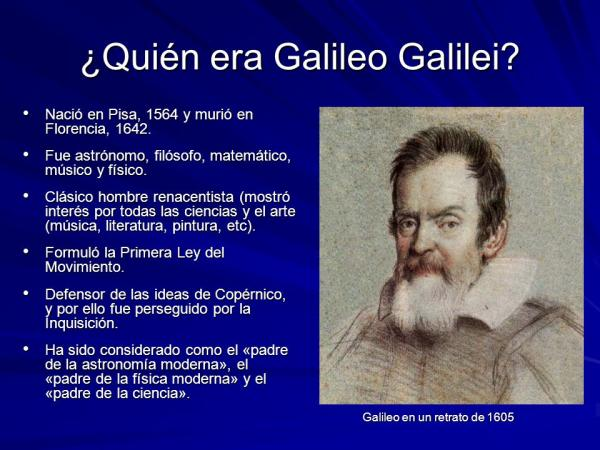 ¿Quién era Galileo Galilei?
• Nació en Pisa, 1564 y murió en
Florencia, 1642.
• Fue astrónomo, filósofo, matemático,
músico y físico.
• Clásico hombre renacentista (mostró
interés por todas las ciencias y el arte
(música, literatura, pintura, etc).
• Formuló la Primera Ley del
Movimiento.
• Defensor de las ideas de Copérnico,
y por ello fue perseguido por la
Inquisición.
• Ha sido considerado como el «padre
de la astronomía moderna», el
«padre de la física moderna» y el
«padre de la ciencia».
Galileo en un retrato de 1605